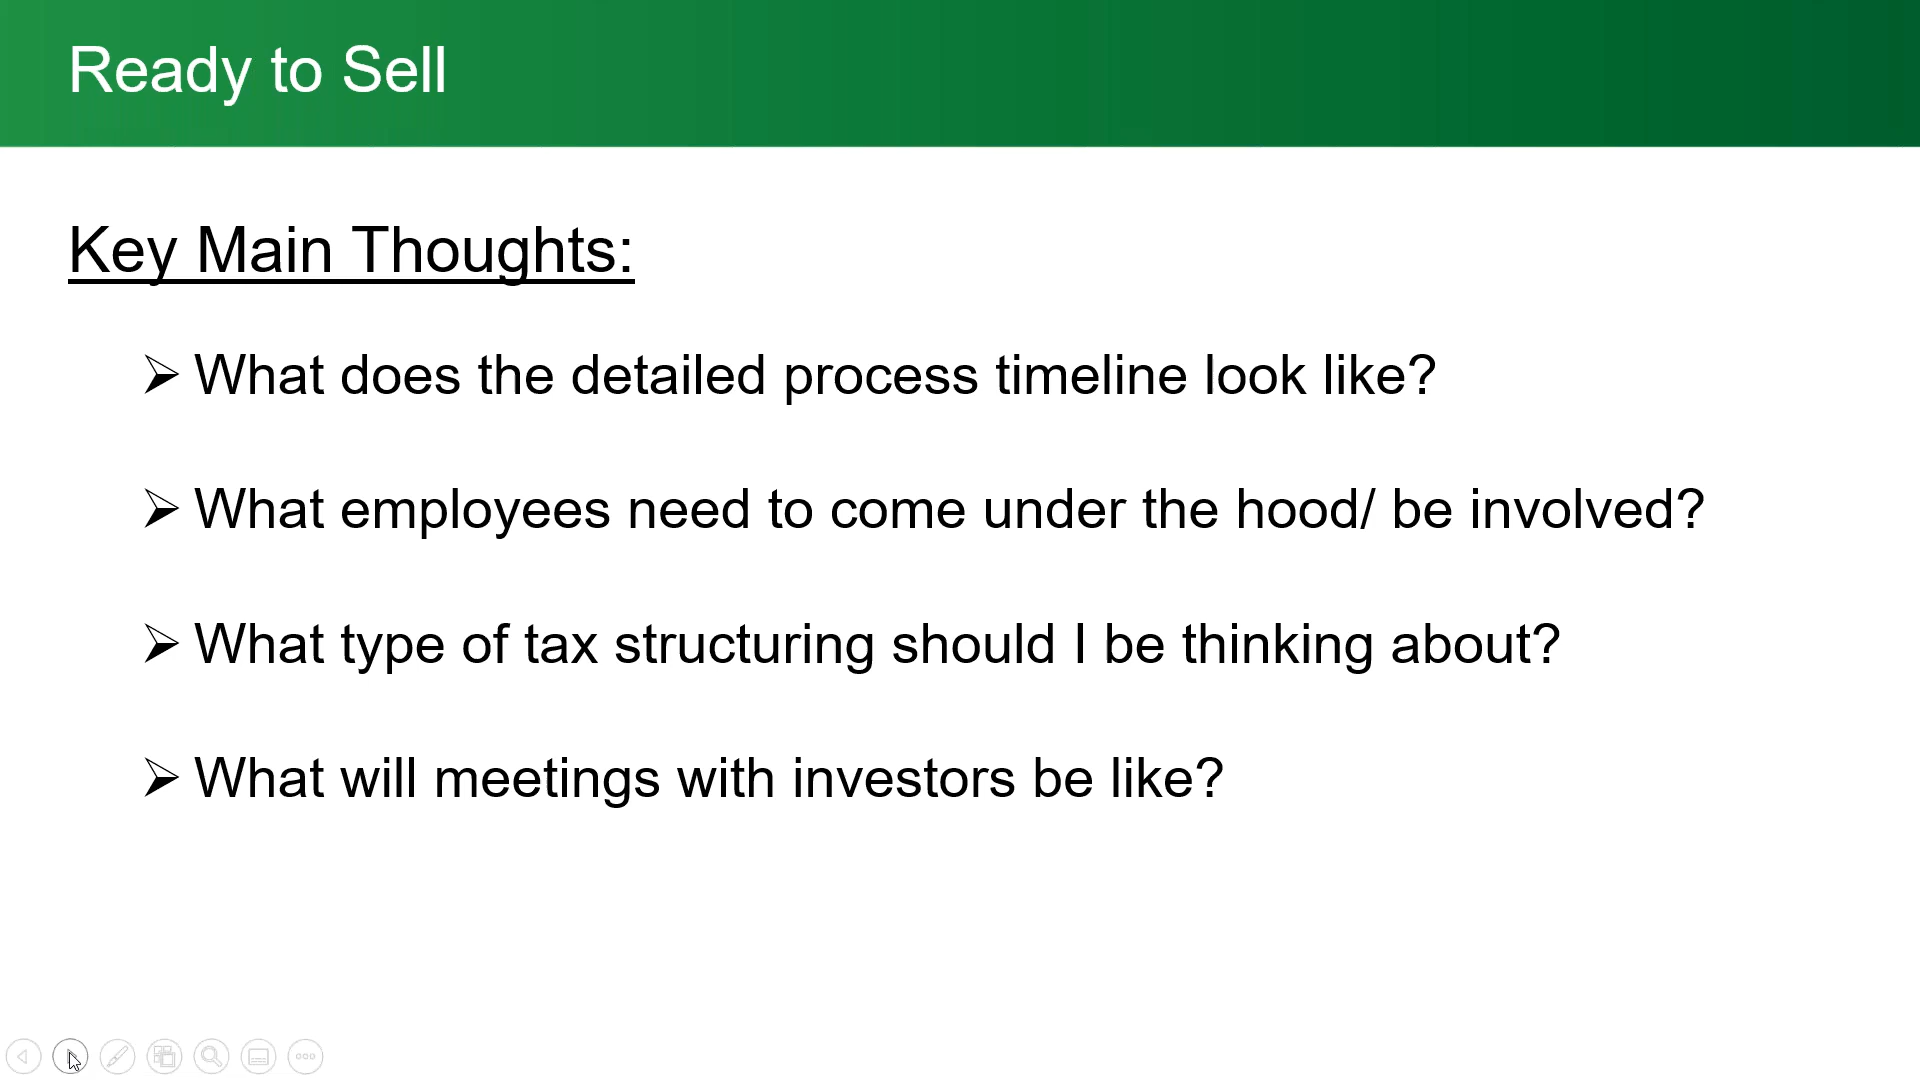 Ready to Sell
Key Main Thoughts:
What does the detailed process timeline look like?
What employees need to come under the hood/ be involved?
What type of tax structuring should I be thinking about?
What will meetings with investors be like?